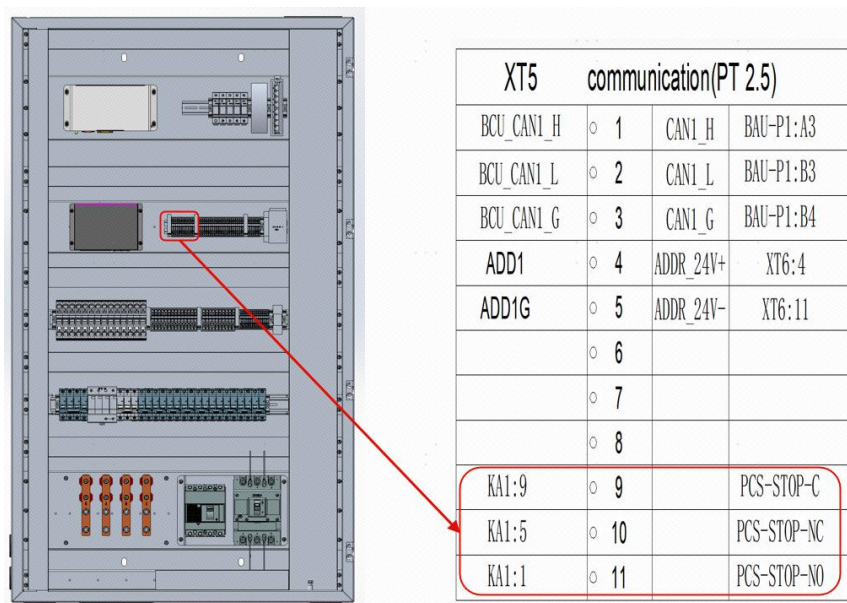 XT5 communication(PT 2.5)
BCU_CAN1_H 1 CAN1_H BAU-P1:A3
BCU_CAN1_L 2 CAN1_L BAU-P1:B3
BCU_CAN1_G 3 CAN1_G BAU-P1:B4
ADD1 4 ADDR_24V+ XT6:4
ADD1G 5 ADDR_24V- XT6:11
6
7
8
KA1:9 9 PCS-STOP-C
KA1:5 10 PCS-STOP-NC
KA1:1 11 PCS-STOP-NO